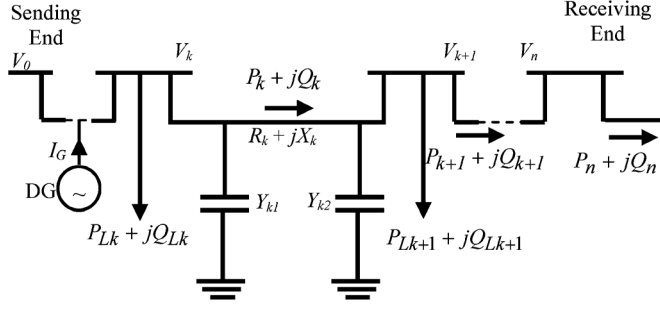 Sending
End
Receiving
End
V0
Vk
Vk+1
Vn
Pk + jQk
Rk + jXk
IG
DG
~
Yk1
Yk2
Pk+1 + jQk+1
Pn + jQn
PLk + jQLk
PLk+1 + jQLk+1